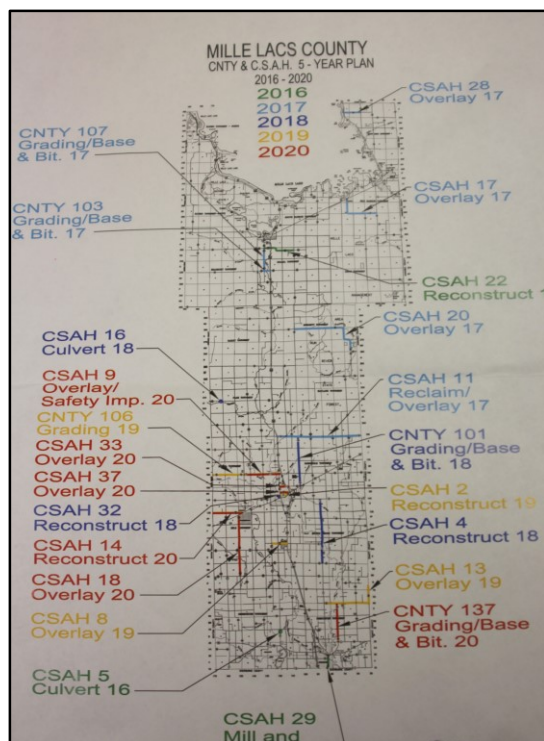 MILLE LACS COUNTY
CNTY & C.S.A.H. 5 - YEAR PLAN
2016 - 2020
2016
2017
2018
2019
2020
CSAH 28
Overlay 17
CNTY 107
Grading/Base
& Bit. 17
CSAH 17
Overlay 17
CNTY 103
Grading/Base
& Bit. 17
CSAH 22
Reconstruct 1
CSAH 20
Overlay 17
CSAH 16
Culvert 18
CSAH 9
Overlay/
Safety Imp. 20
CSAH 11
Reclaim/
Overlay 17
CNTY 106
Grading 19
CNTY 101
Grading/Base
& Bit. 18
CSAH 33
Overlay 20
CSAH 37
Overlay 20
CSAH 2
Reconstruct 19
CSAH 32
Reconstruct 18
CSAH 4
Reconstruct 18
CSAH 14
Reconstruct 20
CSAH 13
Overlay 19
CSAH 18
Overlay 20
CSAH 8
Overlay 19
CNTY 137
Grading/Base
& Bit. 20
CSAH 5
Culvert 16
CSAH 29
Mill and